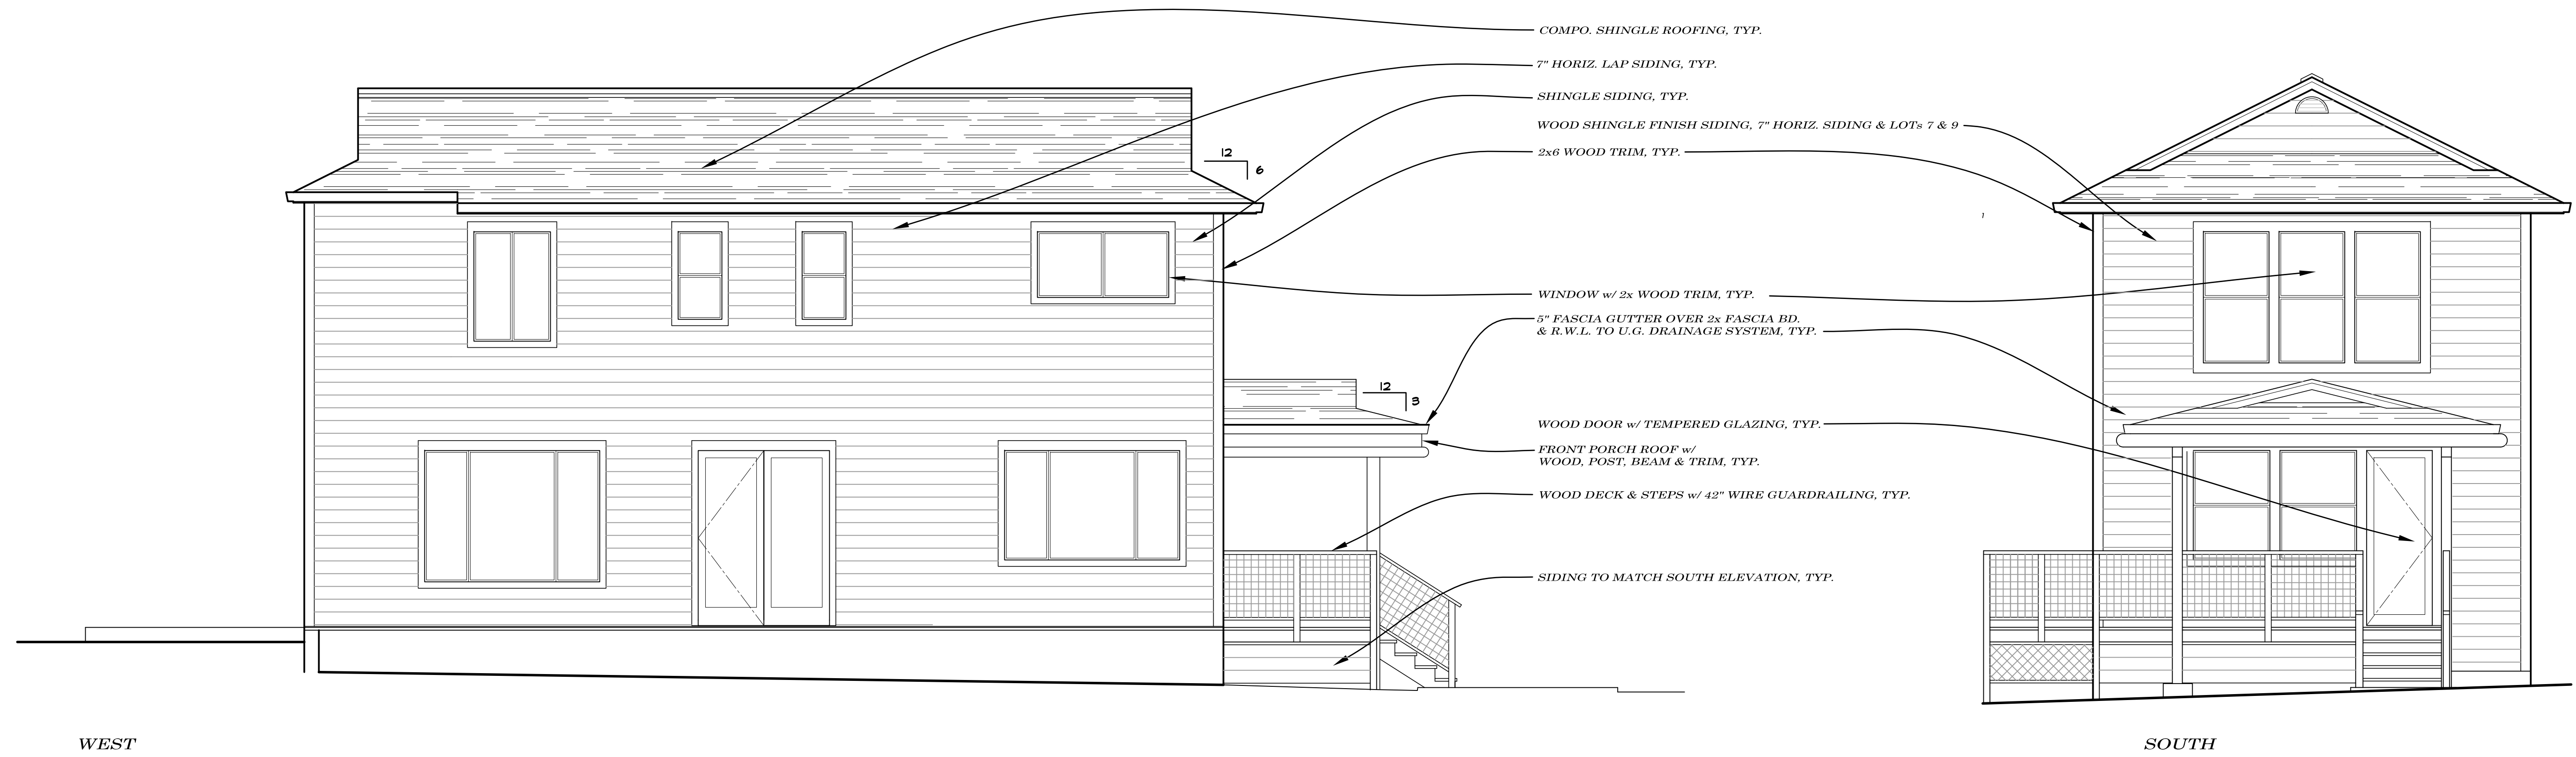 COMPO. SHINGLE ROOFING, TYP.
7" HORIZ. LAP SIDING, TYP.
SHINGLE SIDING, TYP.
WOOD SHINGLE FINISH SIDING, 7" HORIZ. SIDING & LOTs 7 & 9
2x6 WOOD TRIM, TYP.
12
6
1
WINDOW w/ 2x WOOD TRIM, TYP.
5" FASCIA GUTTER OVER 2x FASCIA BD.
& R.W.L. TO U.G. DRAINAGE SYSTEM, TYP.
12
3
WOOD DOOR w/ TEMPERED GLAZING, TYP.
FRONT PORCH ROOF w/
WOOD, POST, BEAM & TRIM, TYP.
WOOD DECK & STEPS w/ 42" WIRE GUARDRAILING, TYP.
SIDING TO MATCH SOUTH ELEVATION, TYP.
WEST
SOUTH